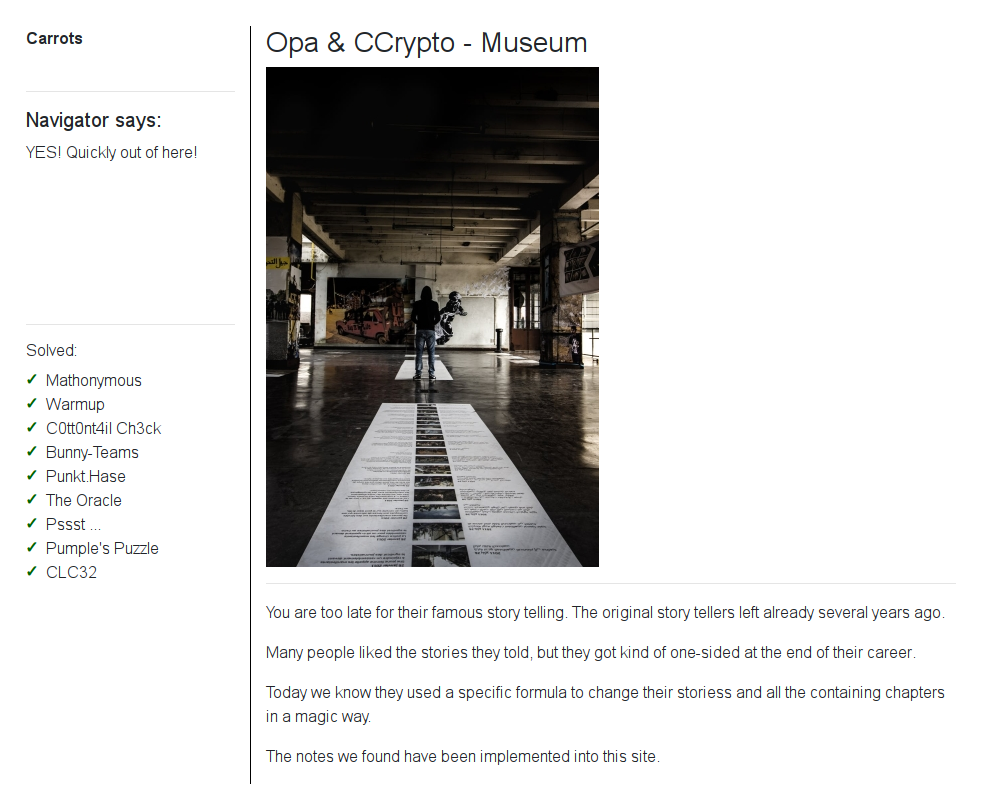 Carrots
Navigator says:
YES! Quickly out of here!
Solved:
✓ Mathonymous
✓ Warmup
✓ C0tt0nt4il Ch3ck
✓ Bunny-Teams
✓ Punkt.Hase
✓ The Oracle
✓ Pssst ...
✓ Pumple's Puzzle
✓ CLC32
Opa & CCrypto - Museum
You are too late for their famous story telling. The original story tellers left already several years ago.
Many people liked the stories they told, but they got kind of one-sided at the end of their career.
Today we know they used a specific formula to change their storiess and all the containing chapters
in a magic way.
The notes we found have been implemented into this site.